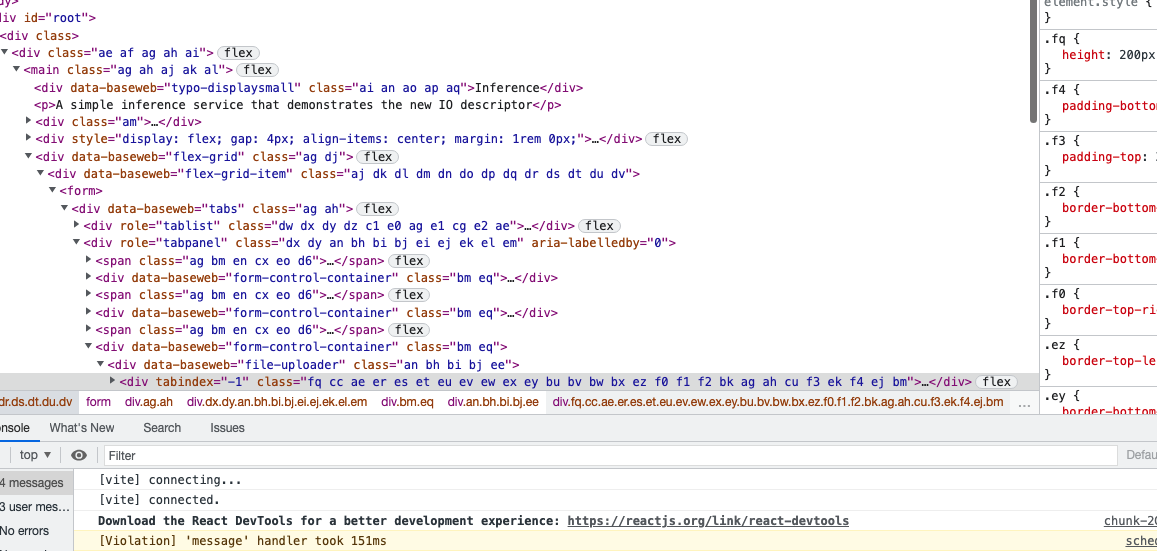 dy>
div id="root">
<div class>
<div class="ae af ag ah ai"> flex
<main class="ag ah aj ak al"> flex
<div data-baseweb="typo-displaysmall" class="ai an ao ap aq">Inference</div>
<p>A simple inference service that demonstrates the new IO descriptor</p>
<div class="am">…</div>
<div style="display: flex; gap: 4px; align-items: center; margin: 1rem 0px;">…</div> flex
<div data-baseweb="flex-grid" class="ag dj"> flex
<div data-baseweb="flex-grid-item" class="aj dk dl dm dn do dp dq dr ds dt du dv">
<form>
<div data-baseweb="tabs" class="ag ah"> flex
<div role="tablist" class="dw dx dy dz c1 e0 ag e1 cg e2 ae">…</div> flex
<div role="tabpanel" class="dx dy an bh bi bj ei ej ek el em" aria-labelledby="0">
<span class="ag bm en cx eo d6">…</span> flex
<div data-baseweb="form-control-container" class="bm eq">…</div>
<span class="ag bm en cx eo d6">…</span> flex
<div data-baseweb="form-control-container" class="bm eq">…</div>
<span class="ag bm en cx eo d6">…</span> flex
<div data-baseweb="form-control-container" class="bm eq">
<div data-baseweb="file-uploader" class="an bh bi bj ee">
<div tabindex="-1" class="fq cc ae er es et eu ev ew ex ey bu bv bw bx ez f0 f1 f2 bk ag ah cu f3 ek f4 ej bm">…</div> flex
dr.ds.dt.du.dv form div.ag.ah div.dx.dy.an.bh.bi.bj.ei.ej.ek.el.em div.bm.eq div.an.bh.bi.bj.ee div.fq.cc.ae.er.es.et.eu.ev.ew.ex.ey.bu.bv.bw.bx.ez.f0.f1.f2.bk.ag.ah.cu.f3.ek.f4.ej.bm …
element.style {
}
.fq {
height: 200px
}
.f4 {
padding-bottom
}
.f3 {
padding-top:
}
.f2 {
border-bottom-
}
.f1 {
border-bottom-
}
.f0 {
border-top-ri
}
.ez {
border-top-le
}
.ey {
border-bottom
onsole What's New Search Issues
top Filter Defau
4 messages
3 user mes…
No errors
[vite] connecting...
[vite] connected.
Download the React DevTools for a better development experience: https://reactjs.org/link/react-devtools chunk-2
[Violation] 'message' handler took 151ms sched